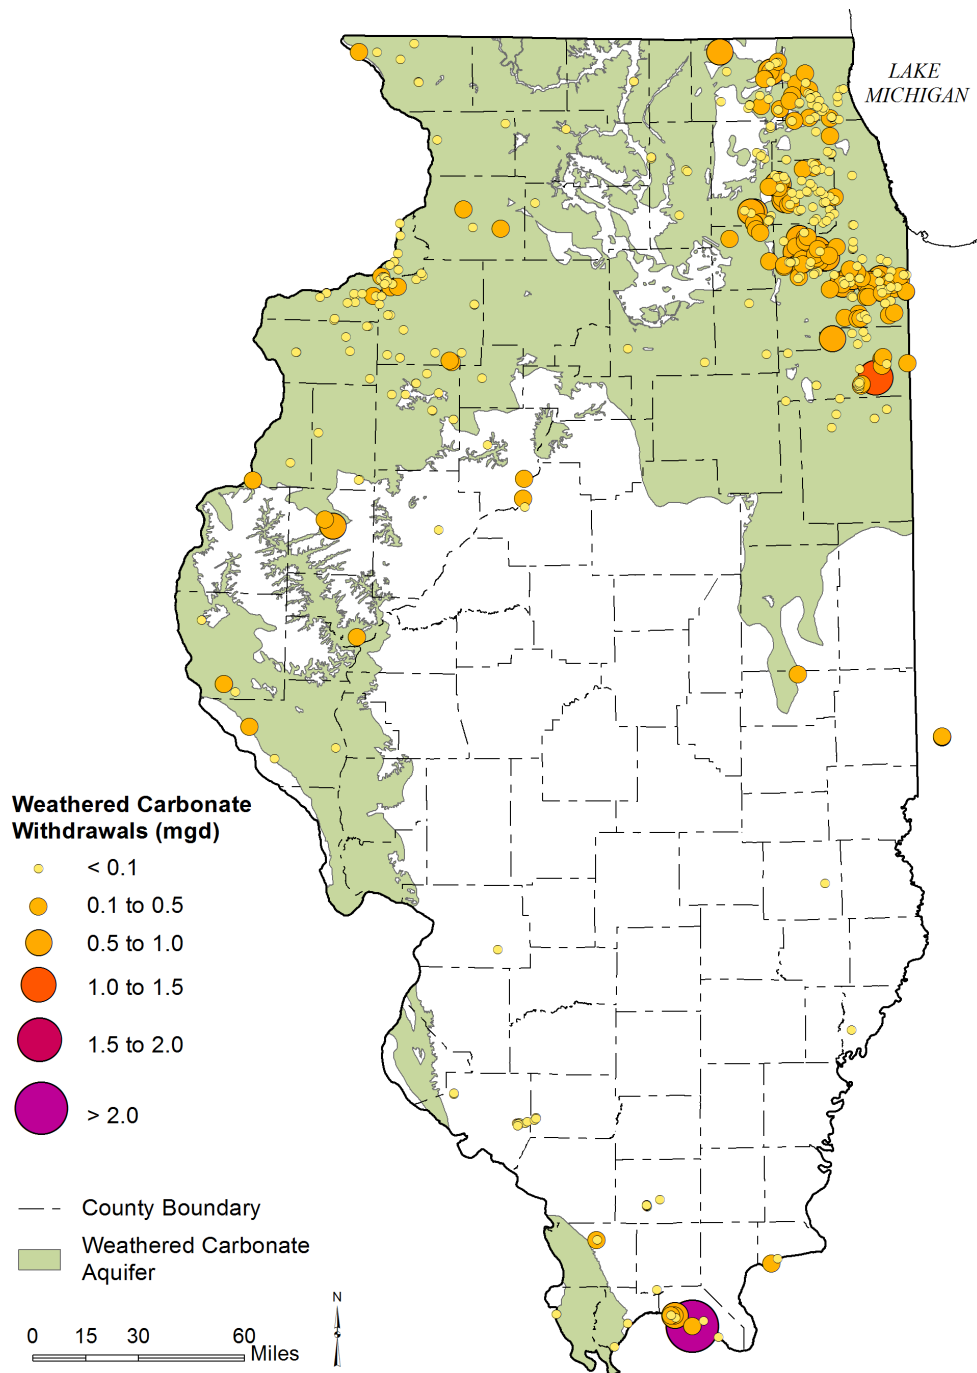 LAKE
MICHIGAN
Weathered Carbonate
Withdrawals (mgd)
< 0.1
0.1 to 0.5
0.5 to 1.0
1.0 to 1.5
1.5 to 2.0
> 2.0
County Boundary
Weathered Carbonate
Aquifer
N
0 15 30 60
Miles